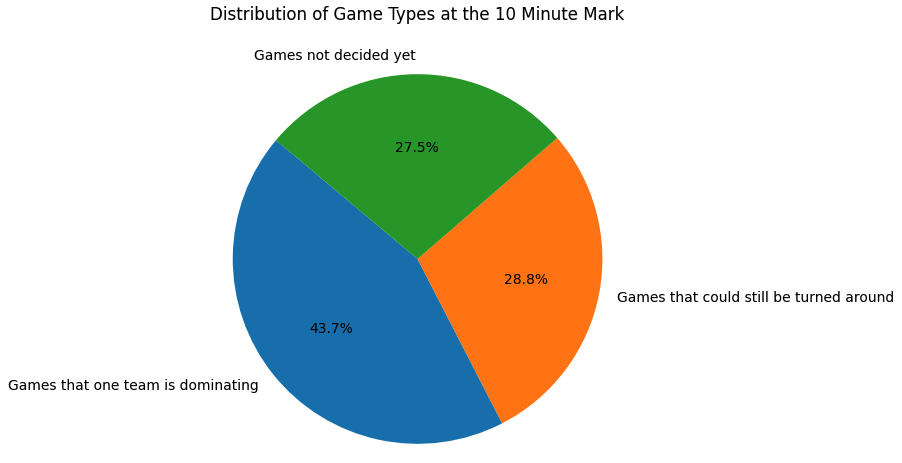 Distribution of Game Types at the 10 Minute Mark
Games not decided yet
27.5%
28.8%
Games that could still be turned around
43.7%
Games that one team is dominating